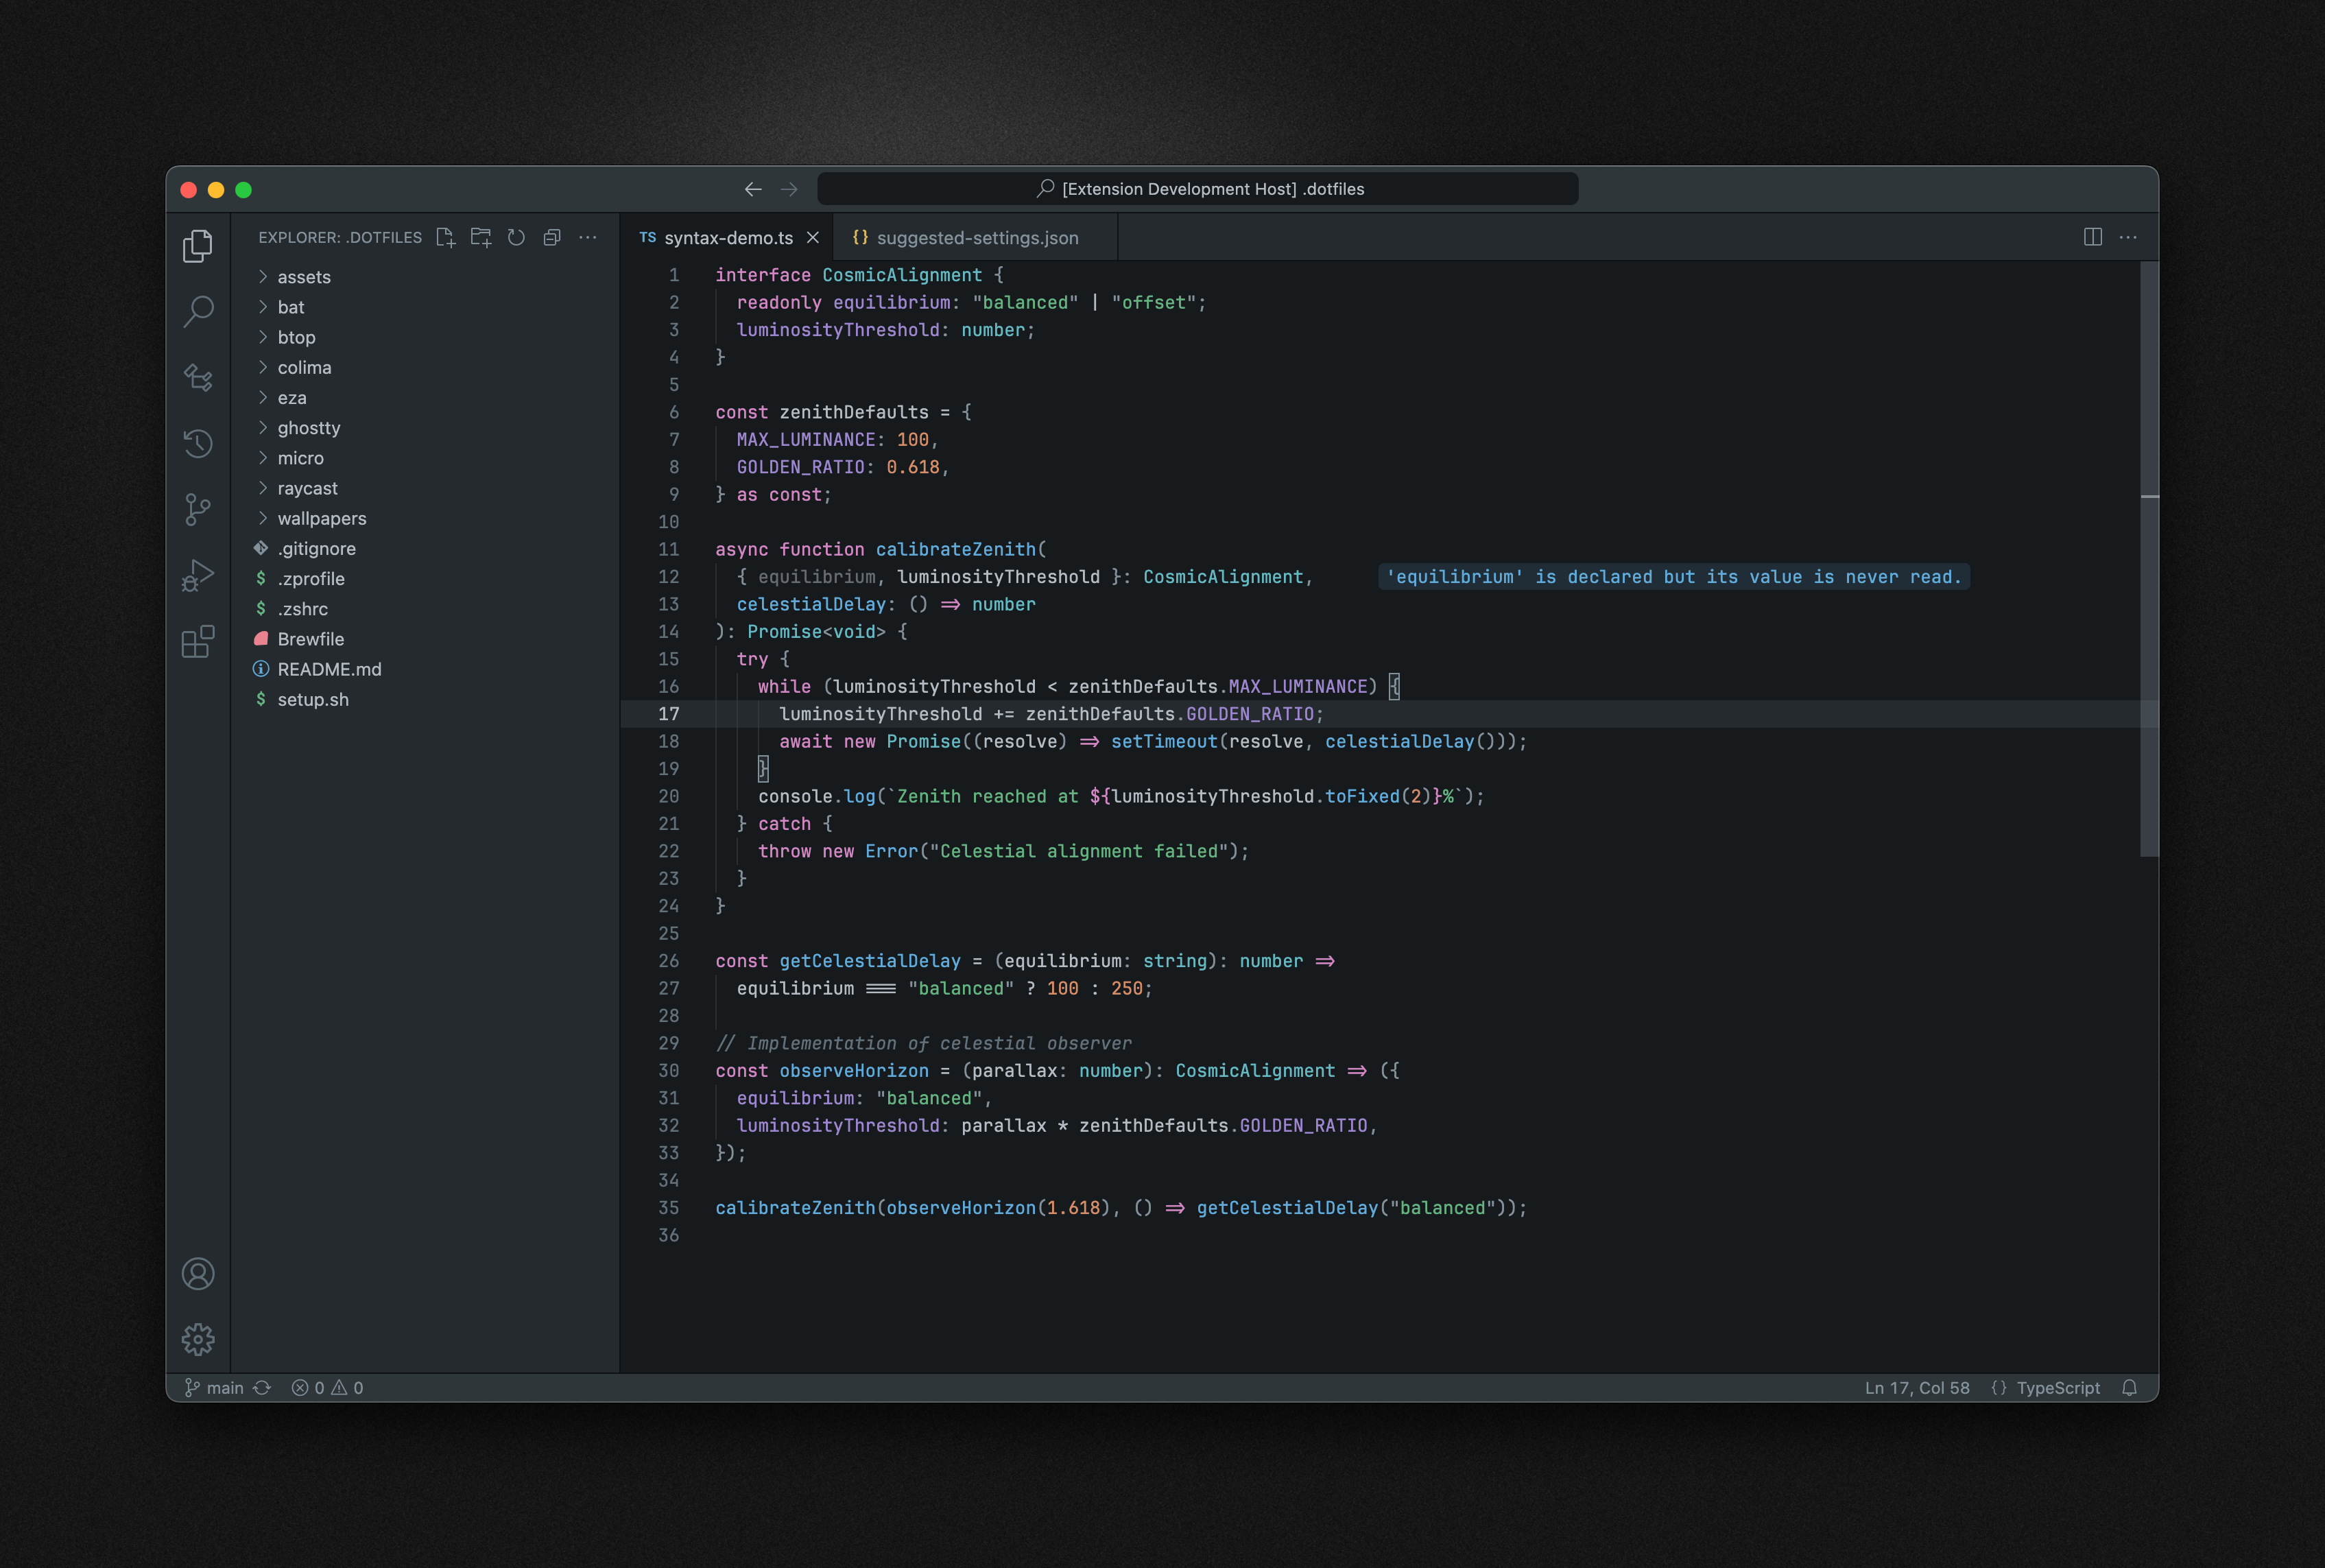 [Extension Development Host] .dotfiles
EXPLORER: .DOTFILES
assets
bat
btop
colima
eza
ghostty
micro
raycast
wallpapers
.gitignore
$ .zprofile
$ .zshrc
Brewfile
README.md
$ setup.sh
TS syntax-demo.ts
{} suggested-settings.json
1 interface CosmicAlignment {
2 readonly equilibrium: "balanced" | "offset";
3 luminosityThreshold: number;
4 }
5
6 const zenithDefaults = {
7 MAX_LUMINANCE: 100,
8 GOLDEN_RATIO: 0.618,
9 } as const;
10
11 async function calibrateZenith(
12 { equilibrium, luminosityThreshold }: CosmicAlignment, 'equilibrium' is declared but its value is never read.
13 celestialDelay: () => number
14 ): Promise<void> {
15 try {
16 while (luminosityThreshold < zenithDefaults.MAX_LUMINANCE) {
17 luminosityThreshold += zenithDefaults.GOLDEN_RATIO;
18 await new Promise((resolve) => setTimeout(resolve, celestialDelay()));
19 }
20 console.log(`Zenith reached at ${luminosityThreshold.toFixed(2)}%`);
21 } catch {
22 throw new Error("Celestial alignment failed");
23 }
24 }
25
26 const getCelestialDelay = (equilibrium: string): number =>
27 equilibrium === "balanced" ? 100 : 250;
28
29 // Implementation of celestial observer
30 const observeHorizon = (parallax: number): CosmicAlignment => ({
31 equilibrium: "balanced",
32 luminosityThreshold: parallax * zenithDefaults.GOLDEN_RATIO,
33 });
34
35 calibrateZenith(observeHorizon(1.618), () => getCelestialDelay("balanced"));
36
main 0 0
Ln 17, Col 58 {} TypeScript